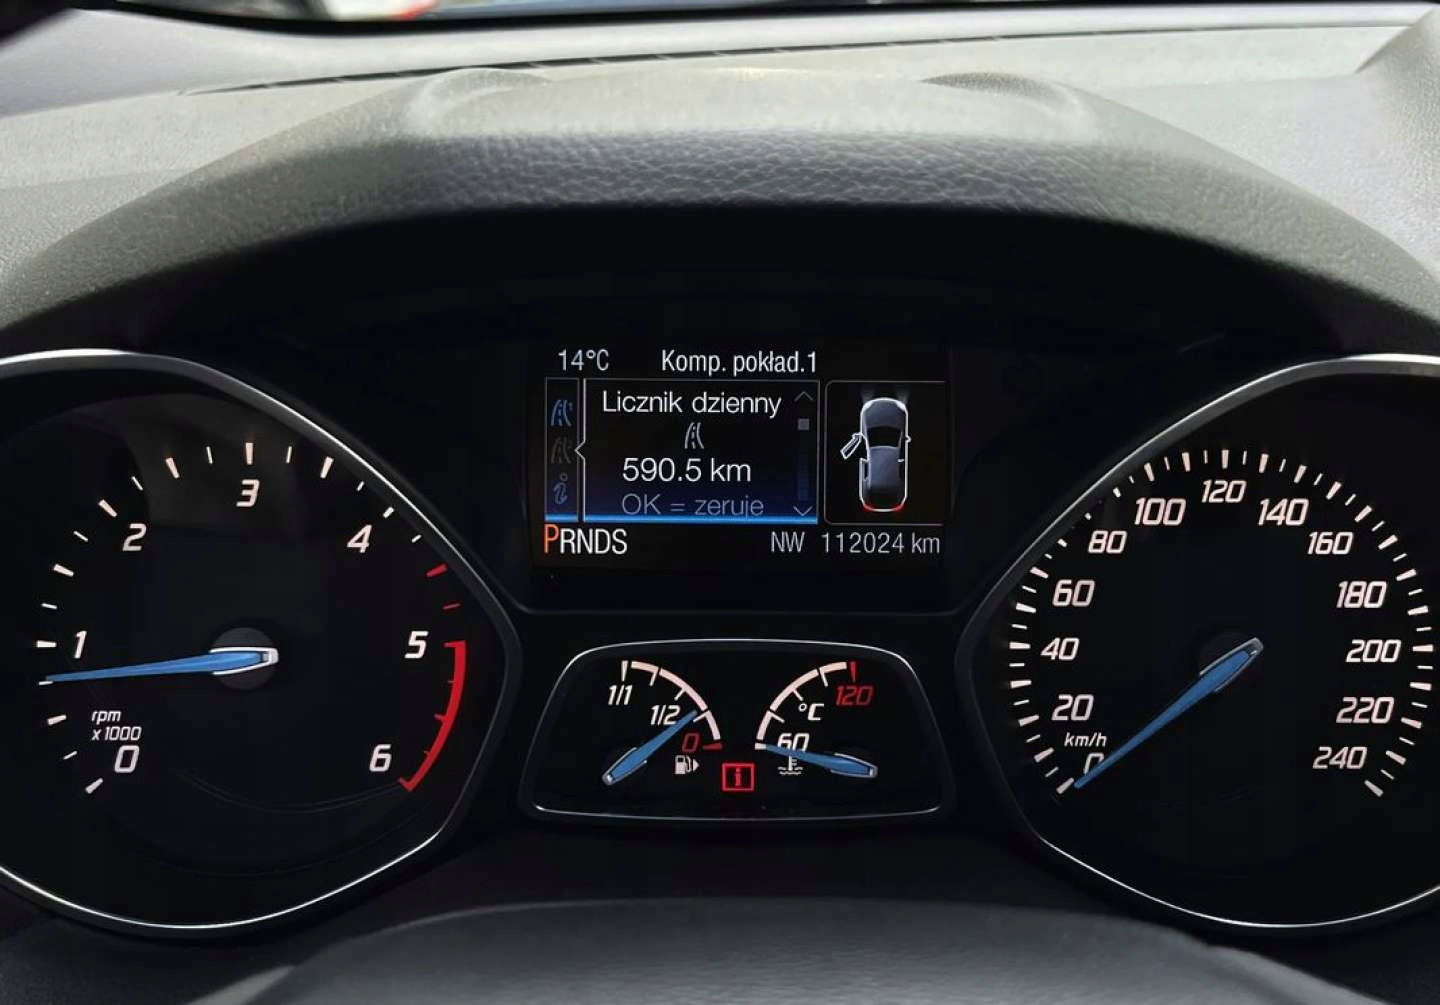 14°C Komp. pokład.1
Licznik dzienny
590.5 km
OK = zeruje
PRNDS NW 112024 km
0
1
2
3
4
5
6
rpm
x1000
1/1
1/2
0
°C
120
60
0
20
40
60
80
100
120
140
160
180
200
220
240
km/h